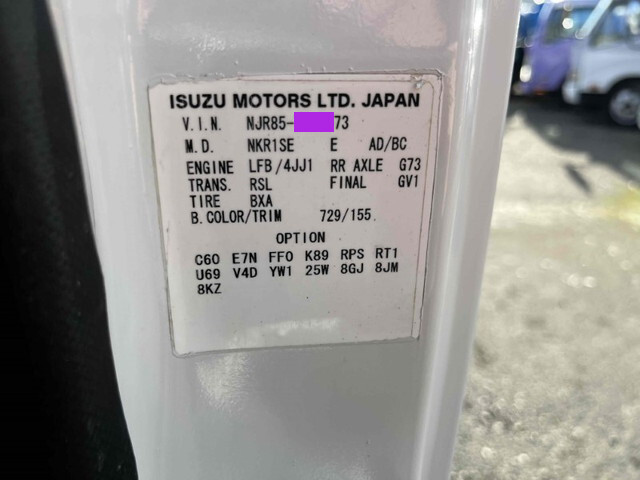 ISUZU MOTORS LTD. JAPAN
V.I.N. NJR85- 73
M.D. NKR1SE E AD/BC
ENGINE LFB/4JJ1 RR AXLE G73
TRANS. RSL FINAL GV1
TIRE BXA
B.COLOR/TRIM 729/155
OPTION
C60 E7N FF0 K89 RPS RT1
U69 V4D YW1 25W 8GJ 8JM
8KZ